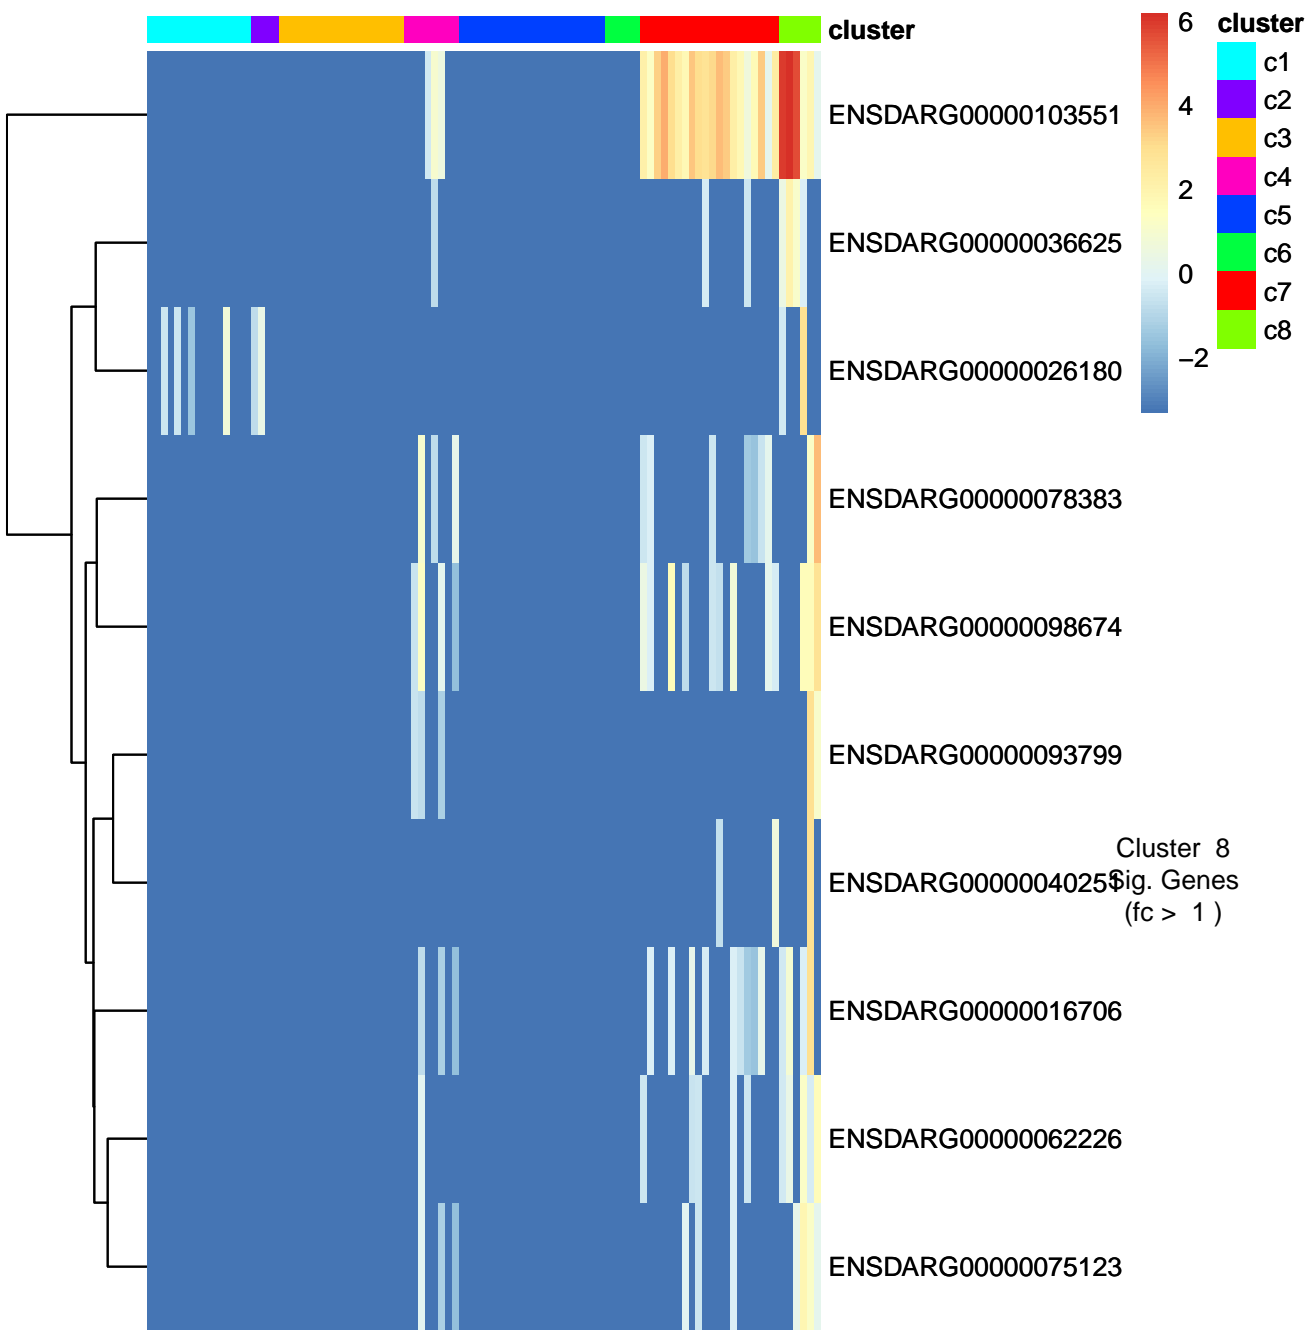 cluster
ENSDARG00000103551
ENSDARG00000036625
ENSDARG00000026180
ENSDARG00000078383
ENSDARG00000098674
ENSDARG00000093799
ENSDARG00000040251
ENSDARG00000016706
ENSDARG00000062226
ENSDARG00000075123
6
4
2
0
−2
cluster
c1
c2
c3
c4
c5
c6
c7
c8
Cluster 8
Sig. Genes
(fc > 1 )